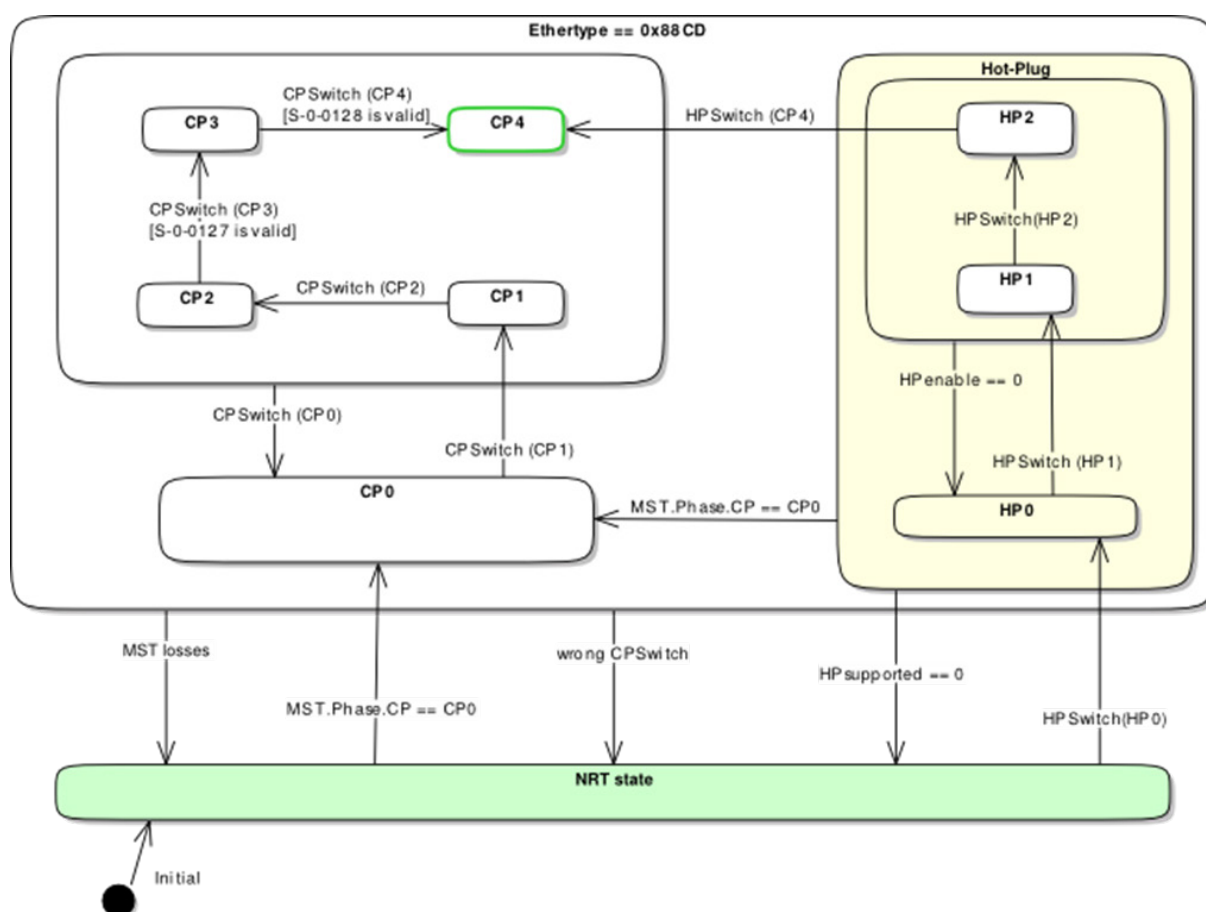 Ethertype == 0x88CD
Hot-Plug
CPSwitch (CP4)
[S-0-0128 is valid]
CP3
CP4
HPSwitch (CP4)
HP2
CPSwitch (CP3)
[S-0-0127 is valid]
HPSwitch(HP2)
CP2
CPSwitch (CP2)
CP1
HP1
HPenable == 0
CPSwitch (CP0)
CPSwitch (CP1)
HPSwitch (HP1)
CP0
MST.Phase.CP == CP0
HP0
MST losses
wrong CPSwitch
HPsupported == 0
MST.Phase.CP == CP0
HPSwitch(HP0)
NRT state
Initial